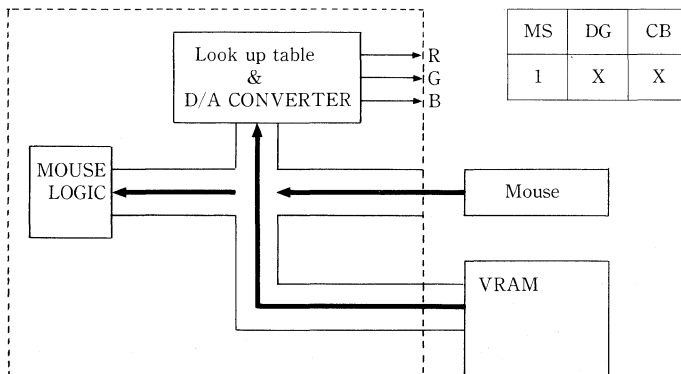 Look up table
&
D/A CONVERTER
R
G
B
MS DG CB
1 X X
MOUSE
LOGIC
Mouse
VRAM